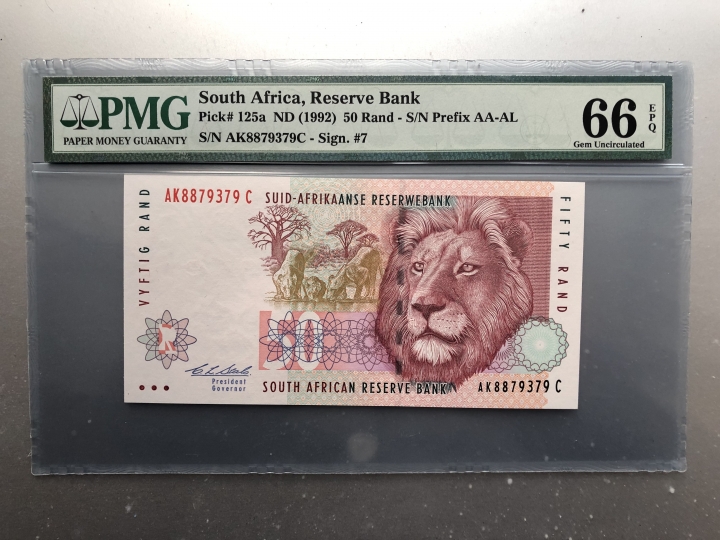 PMG
PAPER MONEY GUARANTY
South Africa, Reserve Bank
Pick# 125a ND (1992) 50 Rand - S/N Prefix AA-AL
S/N AK8879379C - Sign. #7
66
EPQ
Gem Uncirculated
VYFTIG RAND
AK8879379 C
SUID-AFRIKAANSE RESERWEBANK
FIFTY RAND
50
President
Governor
SOUTH AFRICAN RESERVE BANK
AK8879379 C